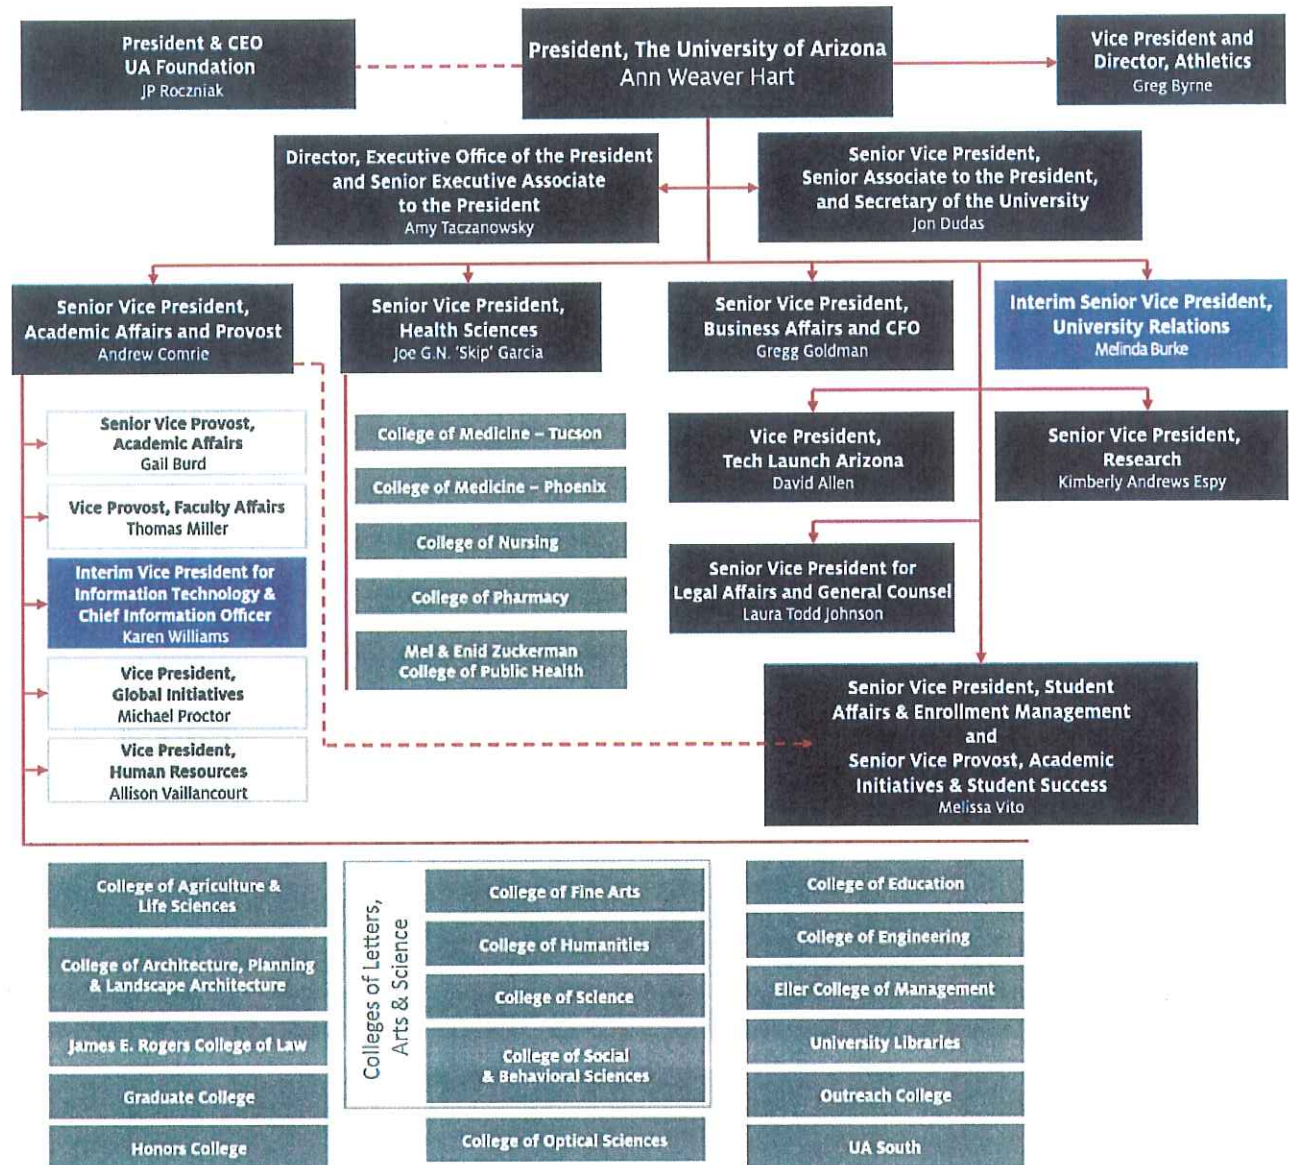 President & CEO
UA Foundation
JP Roczniak
President, The University of Arizona
Ann Weaver Hart
Vice President and
Director, Athletics
Greg Byrne
Director, Executive Office of the President
and Senior Executive Associate
to the President
Amy Taczanowsky
Senior Vice President,
Senior Associate to the President,
and Secretary of the University
Jon Dudas
Senior Vice President,
Academic Affairs and Provost
Andrew Comrie
Senior Vice President,
Health Sciences
Joe G.N. 'Skip' Garcia
Senior Vice President,
Business Affairs and CFO
Gregg Goldman
Interim Senior Vice President,
University Relations
Melinda Burke
Senior Vice Provost,
Academic Affairs
Gail Burd
Vice Provost, Faculty Affairs
Thomas Miller
Interim Vice President for
Information Technology &
Chief Information Officer
Karen Williams
Vice President,
Global Initiatives
Michael Proctor
Vice President,
Human Resources
Allison Vaillancourt
College of Medicine – Tucson
College of Medicine – Phoenix
College of Nursing
College of Pharmacy
Mel & Enid Zuckerman
College of Public Health
Vice President,
Tech Launch Arizona
David Allen
Senior Vice President,
Research
Kimberly Andrews Espy
Senior Vice President for
Legal Affairs and General Counsel
Laura Todd Johnson
Senior Vice President, Student
Affairs & Enrollment Management
and
Senior Vice Provost, Academic
Initiatives & Student Success
Melissa Vito
College of Agriculture &
Life Sciences
College of Architecture, Planning
& Landscape Architecture
James E. Rogers College of Law
Graduate College
Honors College
Colleges of Letters,
Arts & Science
College of Fine Arts
College of Humanities
College of Science
College of Social
& Behavioral Sciences
College of Optical Sciences
College of Education
College of Engineering
Eller College of Management
University Libraries
Outreach College
UA South